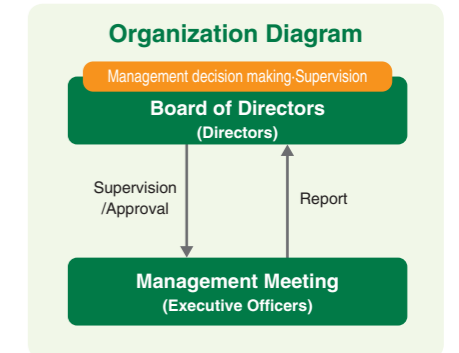 Organization Diagram
Management decision making·Supervision
Board of Directors
(Directors)
Supervision
/Approval
Report
Management Meeting
(Executive Officers)